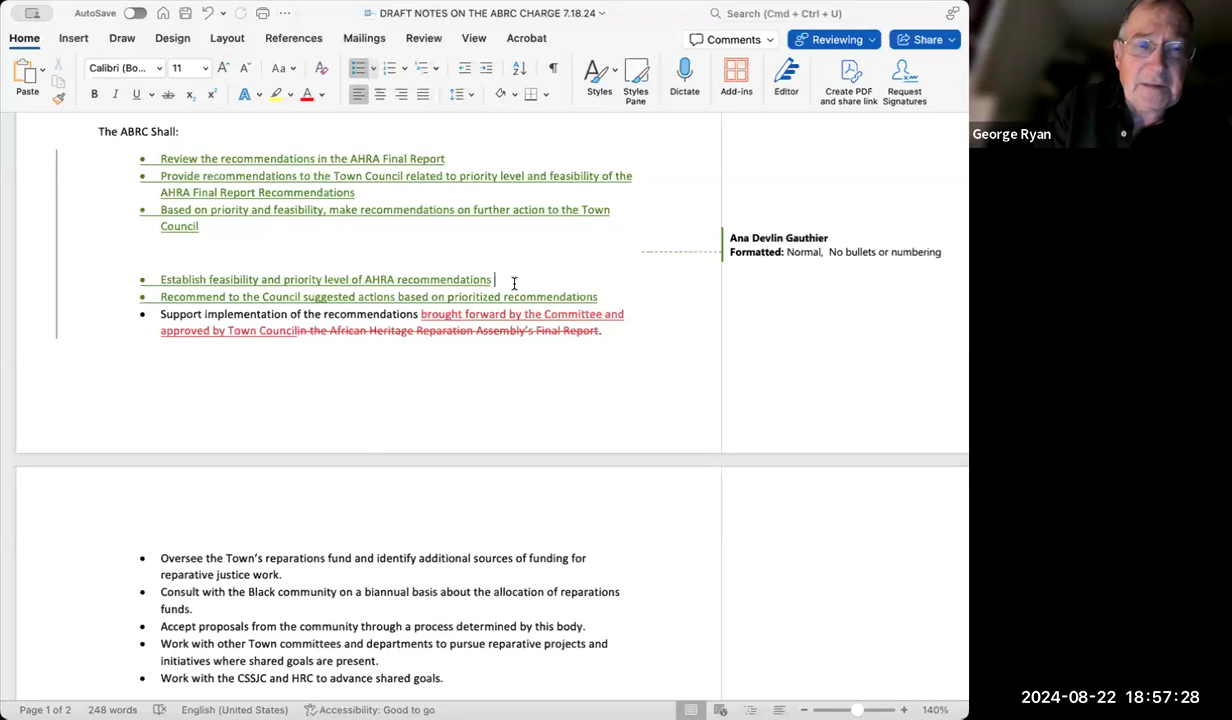 AutoSave
DRAFT NOTES ON THE ABRC CHARGE 7.18.24
Search (Cmd + Ctrl + U)
Home Insert Draw Design Layout References Mailings Review View Acrobat
Comments Reviewing Share
Paste
Calibri (Bo... 11
Aa
B I U ab x₂ x² A A
Styles Styles Pane Dictate Add-ins Editor Create PDF and share link Request Signatures
George Ryan
The ABRC Shall:
• Review the recommendations in the AHRA Final Report
• Provide recommendations to the Town Council related to priority level and feasibility of the
AHRA Final Report Recommendations
• Based on priority and feasibility, make recommendations on further action to the Town
Council
Ana Devlin Gauthier
Formatted: Normal, No bullets or numbering
• Establish feasibility and priority level of AHRA recommendations
• Recommend to the Council suggested actions based on prioritized recommendations
• Support implementation of the recommendations brought forward by the Committee and
approved by Town Councilin the African Heritage Reparation Assembly's Final Report.
• Oversee the Town's reparations fund and identify additional sources of funding for
reparative justice work.
• Consult with the Black community on a biannual basis about the allocation of reparations
funds.
• Accept proposals from the community through a process determined by this body.
• Work with other Town committees and departments to pursue reparative projects and
initiatives where shared goals are present.
• Work with the CSSJC and HRC to advance shared goals.
Page 1 of 2 248 words English (United States) Accessibility: Good to go 140%
2024-08-22 18:57:28